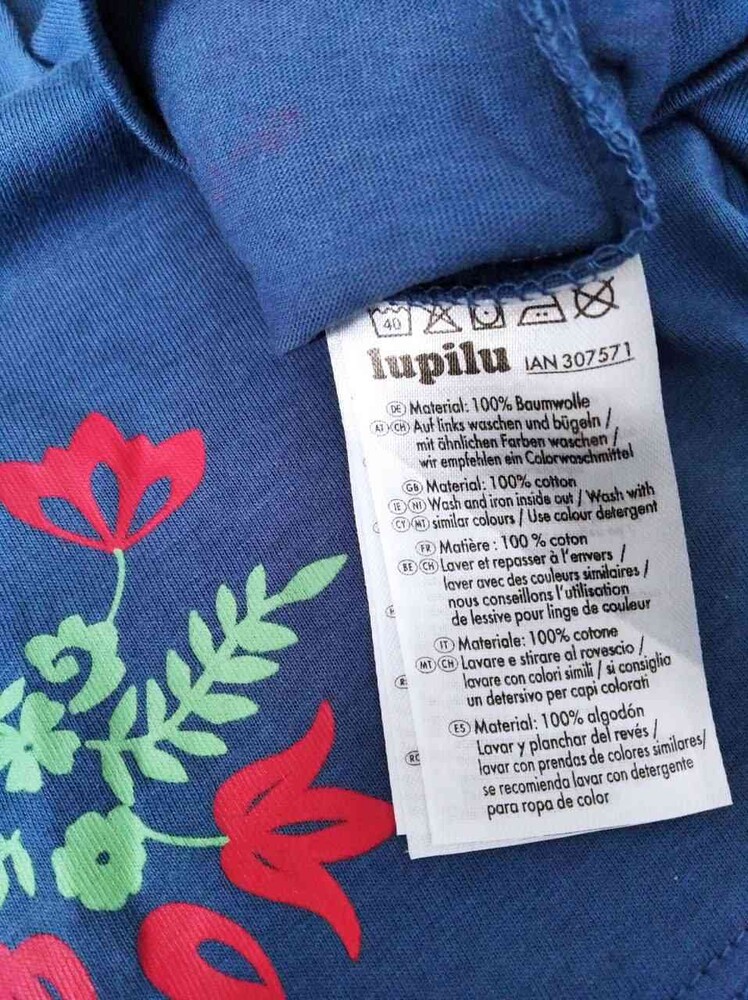 40
lupilu IAN 307571
DE Material: 100% Baumwolle
AT CH Auf links waschen und bügeln /
mit ähnlichen Farben waschen /
wir empfehlen ein Colorwaschmittel
GB Material: 100% cotton
IE NI Wash and iron inside out / Wash with
CY MT similar colours / Use colour detergent
FR Matière : 100 % coton
BE CH Laver et repasser à l'envers /
laver avec des couleurs similaires /
nous conseillons l'utilisation
de lessive pour linge de couleur
IT Materiale: 100% cotone
MT CH Lavare e stirare al rovescio /
lavare con colori simili / si consiglia
un detersivo per capi colorati
ES Material: 100% algodón
Lavar y planchar del revés /
lavar con prendas de colores similares/
se recomienda lavar con detergente
para ropa de color